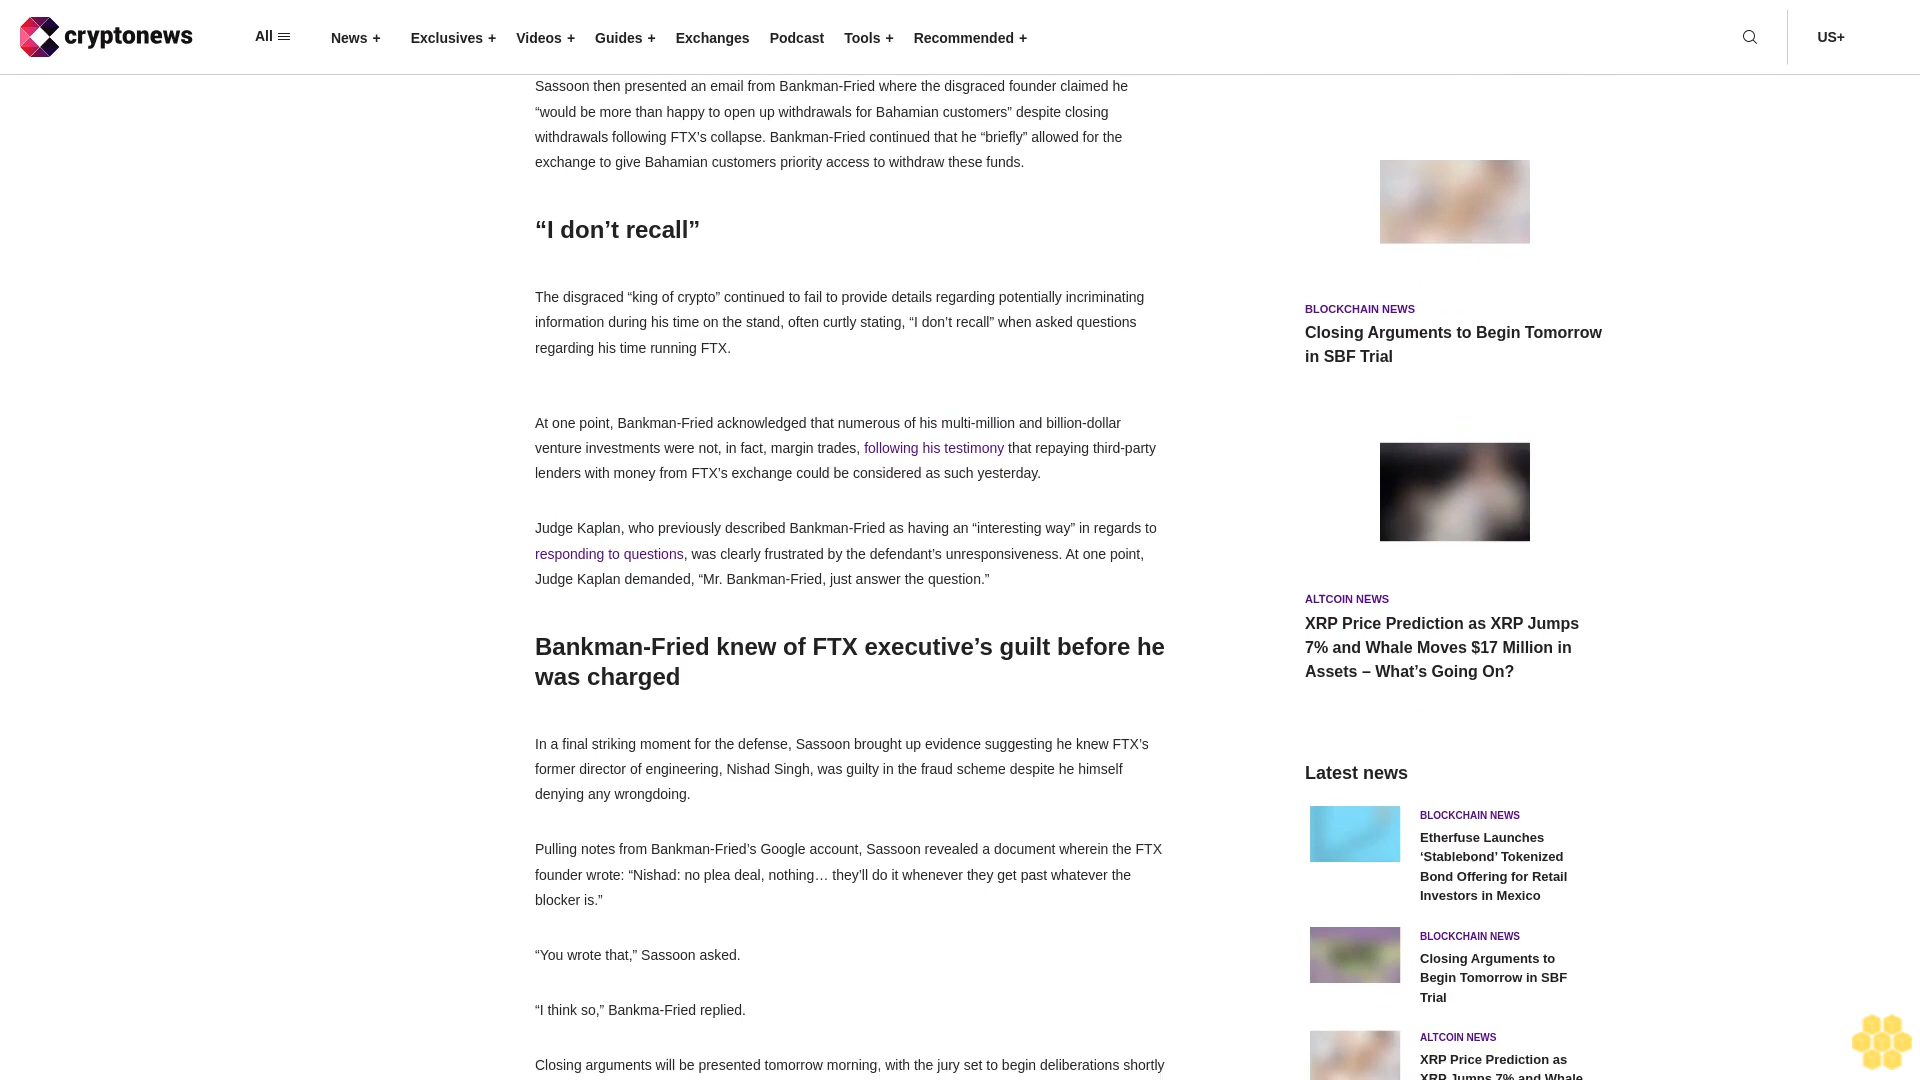 cryptonews
All
News +
Exclusives +
Videos +
Guides +
Exchanges
Podcast
Tools +
Recommended +
US+
Sassoon then presented an email from Bankman-Fried where the disgraced founder claimed he
“would be more than happy to open up withdrawals for Bahamian customers” despite closing
withdrawals following FTX’s collapse. Bankman-Fried continued that he “briefly” allowed for the
exchange to give Bahamian customers priority access to withdraw these funds.
“I don’t recall”
The disgraced “king of crypto” continued to fail to provide details regarding potentially incriminating
information during his time on the stand, often curtly stating, “I don’t recall” when asked questions
regarding his time running FTX.
At one point, Bankman-Fried acknowledged that numerous of his multi-million and billion-dollar
venture investments were not, in fact, margin trades, following his testimony that repaying third-party
lenders with money from FTX’s exchange could be considered as such yesterday.
Judge Kaplan, who previously described Bankman-Fried as having an “interesting way” in regards to
responding to questions, was clearly frustrated by the defendant’s unresponsiveness. At one point,
Judge Kaplan demanded, “Mr. Bankman-Fried, just answer the question.”
Bankman-Fried knew of FTX executive’s guilt before he
was charged
In a final striking moment for the defense, Sassoon brought up evidence suggesting he knew FTX’s
former director of engineering, Nishad Singh, was guilty in the fraud scheme despite he himself
denying any wrongdoing.
Pulling notes from Bankman-Fried’s Google account, Sassoon revealed a document wherein the FTX
founder wrote: “Nishad: no plea deal, nothing… they’ll do it whenever they get past whatever the
blocker is.”
“You wrote that,” Sassoon asked.
“I think so,” Bankma-Fried replied.
Closing arguments will be presented tomorrow morning, with the jury set to begin deliberations shortly
BLOCKCHAIN NEWS
Closing Arguments to Begin Tomorrow
in SBF Trial
ALTCOIN NEWS
XRP Price Prediction as XRP Jumps
7% and Whale Moves $17 Million in
Assets – What’s Going On?
Latest news
BLOCKCHAIN NEWS
Etherfuse Launches
‘Stablebond’ Tokenized
Bond Offering for Retail
Investors in Mexico
BLOCKCHAIN NEWS
Closing Arguments to
Begin Tomorrow in SBF
Trial
ALTCOIN NEWS
XRP Price Prediction as
XRP Jumps 7% and Whale